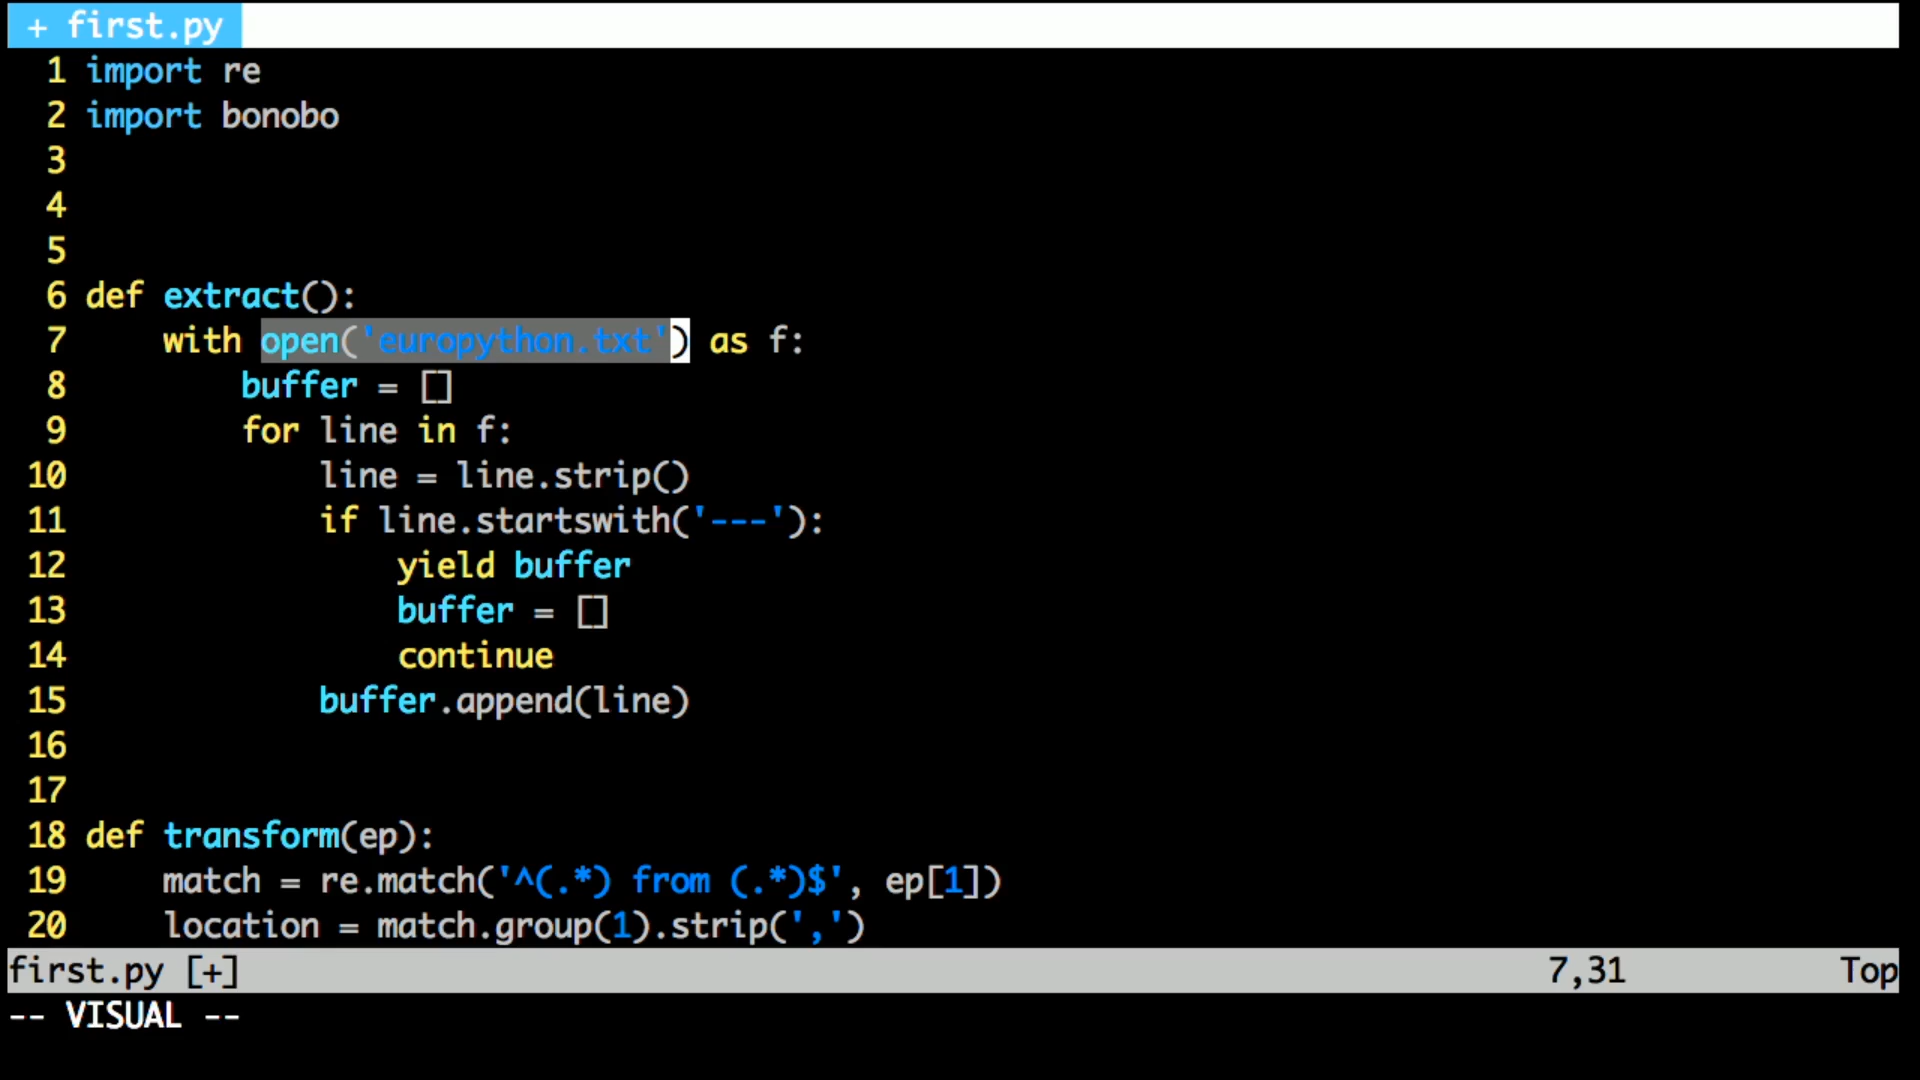 + first.py
1 import re
2 import bonobo
3
4
5
6 def extract():
7     with open('europython.txt') as f:
8         buffer = []
9         for line in f:
10             line = line.strip()
11             if line.startswith('---'):
12                 yield buffer
13                 buffer = []
14                 continue
15             buffer.append(line)
16
17
18 def transform(ep):
19     match = re.match('^(.*) from (.*)$', ep[1])
20     location = match.group(1).strip(',')
first.py [+] 7,31 Top
-- VISUAL --